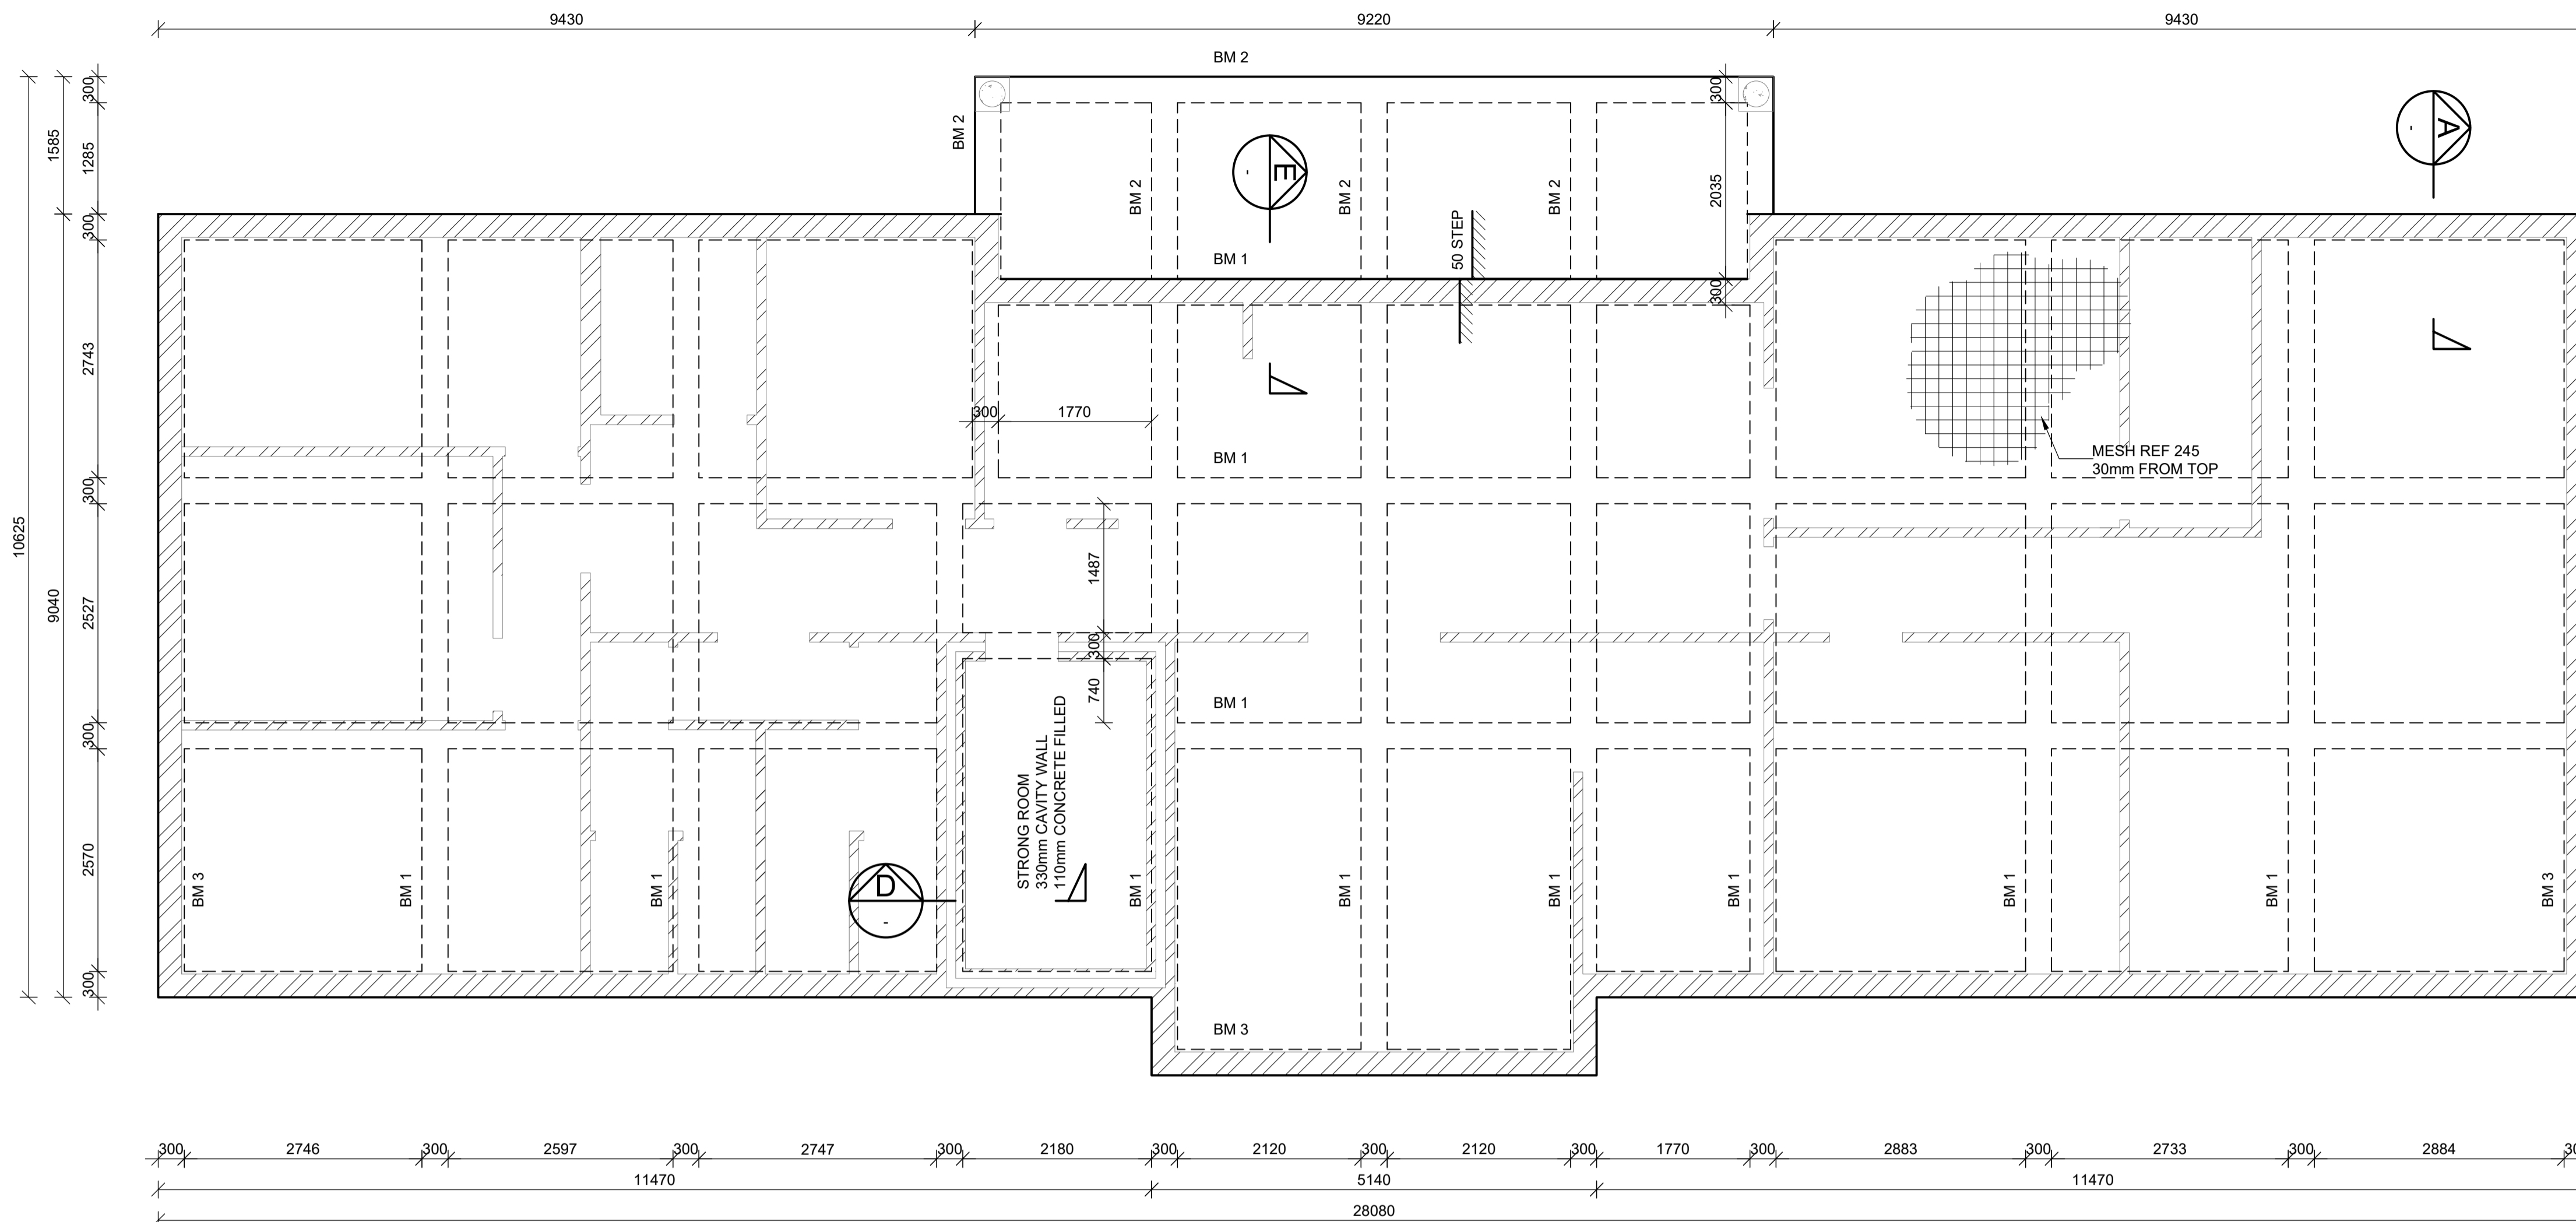 9430
9220
9430
BM 2
300
1585
1285
300
2743
300
2527
300
2570
300
10625
9040
BM 2
BM 2
BM 2
BM 2
300
2035
300
E
-
A
-
50 STEP
BM 1
300
1770
BM 1
MESH REF 245
30mm FROM TOP
1487
300
740
BM 1
STRONG ROOM
330mm CAVITY WALL
110mm CONCRETE FILLED
D
-
BM 3
BM 1
BM 1
BM 1
BM 1
BM 1
BM 1
BM 1
BM 1
BM 3
BM 3
300
2746
300
2597
300
2747
300
2180
300
2120
300
2120
300
1770
300
2883
300
2733
300
2884
11470
5140
11470
28080